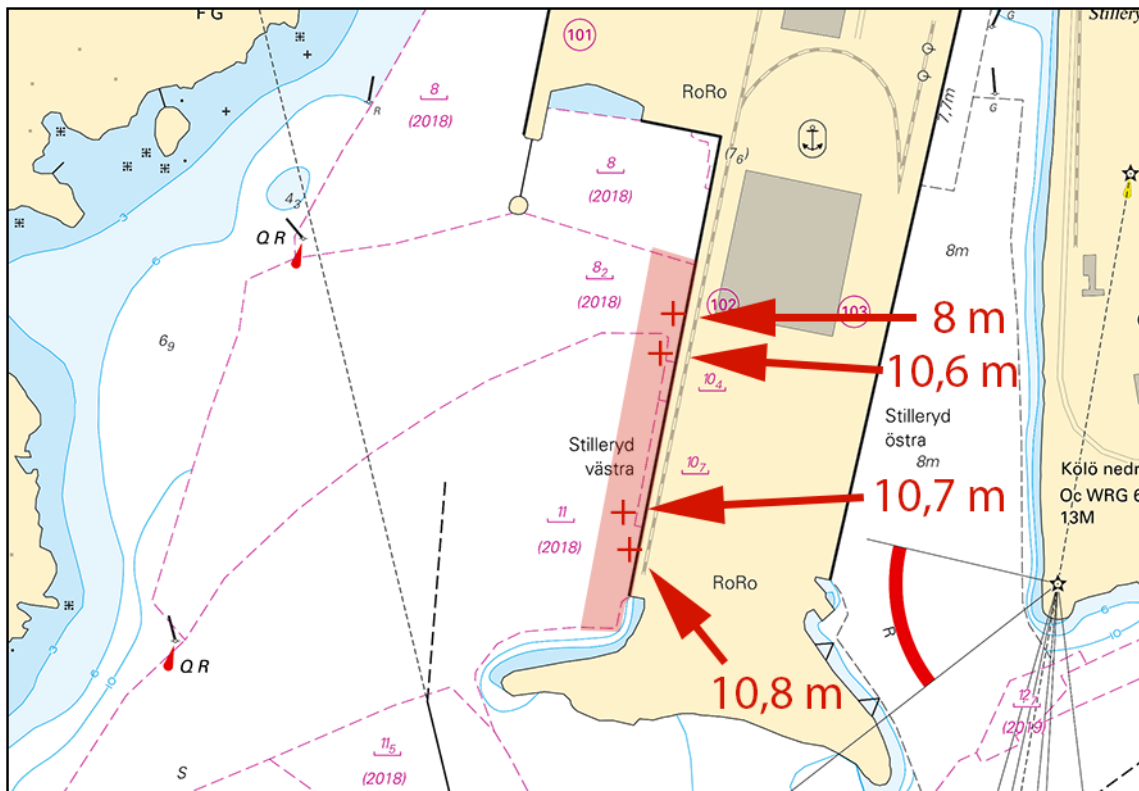 F G
101
8
(2018)
R
RoRo
7,7m
G
G
Stillery
(7₆)
8
(2018)
4₃
Q R
8₂
(2018)
8m
102
103
8 m
6₉
10,6 m
10₄
Stilleryd
västra
Stilleryd
östra
8m
10₇
10,7 m
Kölö nedr
Oc WRG 6
13M
11
(2018)
RoRo
R
Q R
10,8 m
(2019)
11₅
(2018)
S